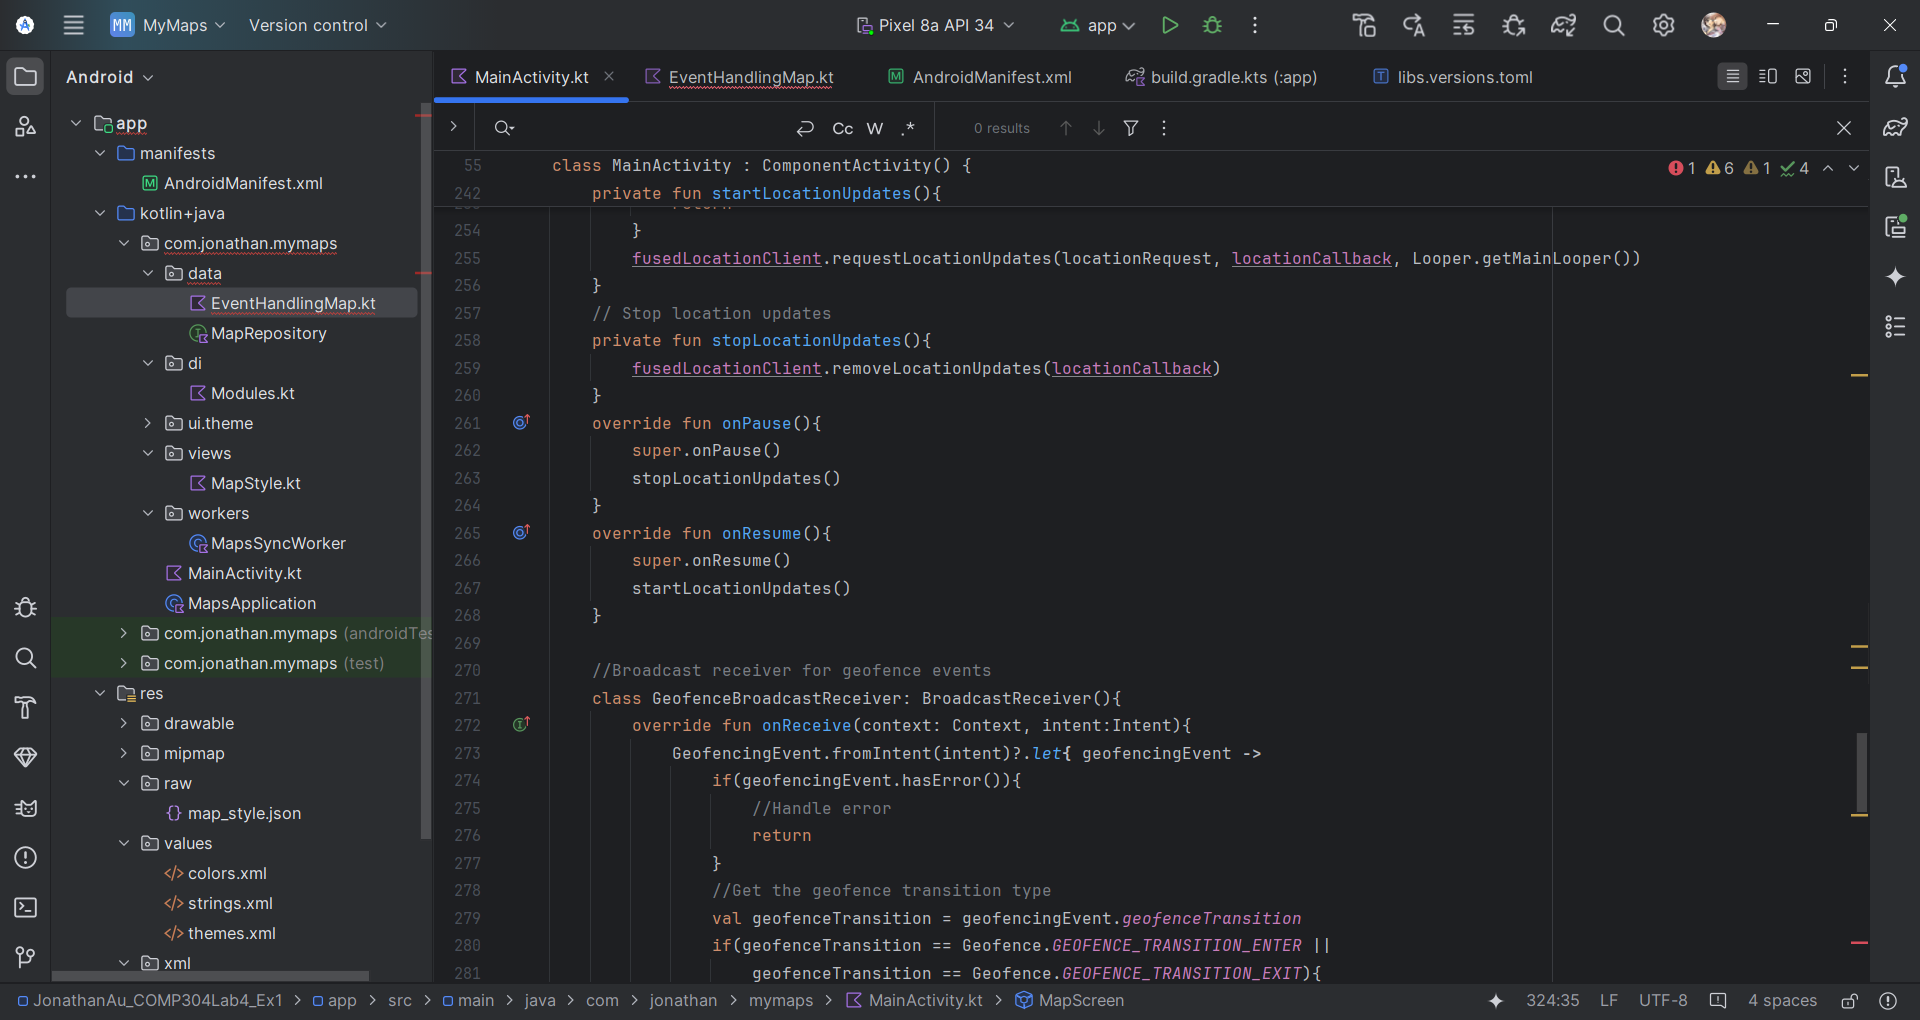 MM MyMaps Version control Pixel 8a API 34 app
Android
MainActivity.kt EventHandlingMap.kt AndroidManifest.xml build.gradle.kts (:app) libs.versions.toml
app
manifests
AndroidManifest.xml
kotlin+java
com.jonathan.mymaps
data
EventHandlingMap.kt
MapRepository
di
Modules.kt
ui.theme
views
MapStyle.kt
workers
MapsSyncWorker
MainActivity.kt
MapsApplication
com.jonathan.mymaps (androidTes
com.jonathan.mymaps (test)
res
drawable
mipmap
raw
map_style.json
values
colors.xml
strings.xml
themes.xml
xml
Cc W .* 0 results
1 6 1 4
55 class MainActivity : ComponentActivity() {
242 private fun startLocationUpdates(){
254 }
255 fusedLocationClient.requestLocationUpdates(locationRequest, locationCallback, Looper.getMainLooper())
256 }
257 // Stop location updates
258 private fun stopLocationUpdates(){
259 fusedLocationClient.removeLocationUpdates(locationCallback)
260 }
261 override fun onPause(){
262 super.onPause()
263 stopLocationUpdates()
264 }
265 override fun onResume(){
266 super.onResume()
267 startLocationUpdates()
268 }
269
270 //Broadcast receiver for geofence events
271 class GeofenceBroadcastReceiver: BroadcastReceiver(){
272 override fun onReceive(context: Context, intent:Intent){
273 GeofencingEvent.fromIntent(intent)?.let{ geofencingEvent ->
274 if(geofencingEvent.hasError()){
275 //Handle error
276 return
277 }
278 //Get the geofence transition type
279 val geofenceTransition = geofencingEvent.geofenceTransition
280 if(geofenceTransition == Geofence.GEOFENCE_TRANSITION_ENTER ||
281 geofenceTransition == Geofence.GEOFENCE_TRANSITION_EXIT){
JonathanAu_COMP304Lab4_Ex1 > app > src > main > java > com > jonathan > mymaps > MainActivity.kt > MapScreen 324:35 LF UTF-8 4 spaces